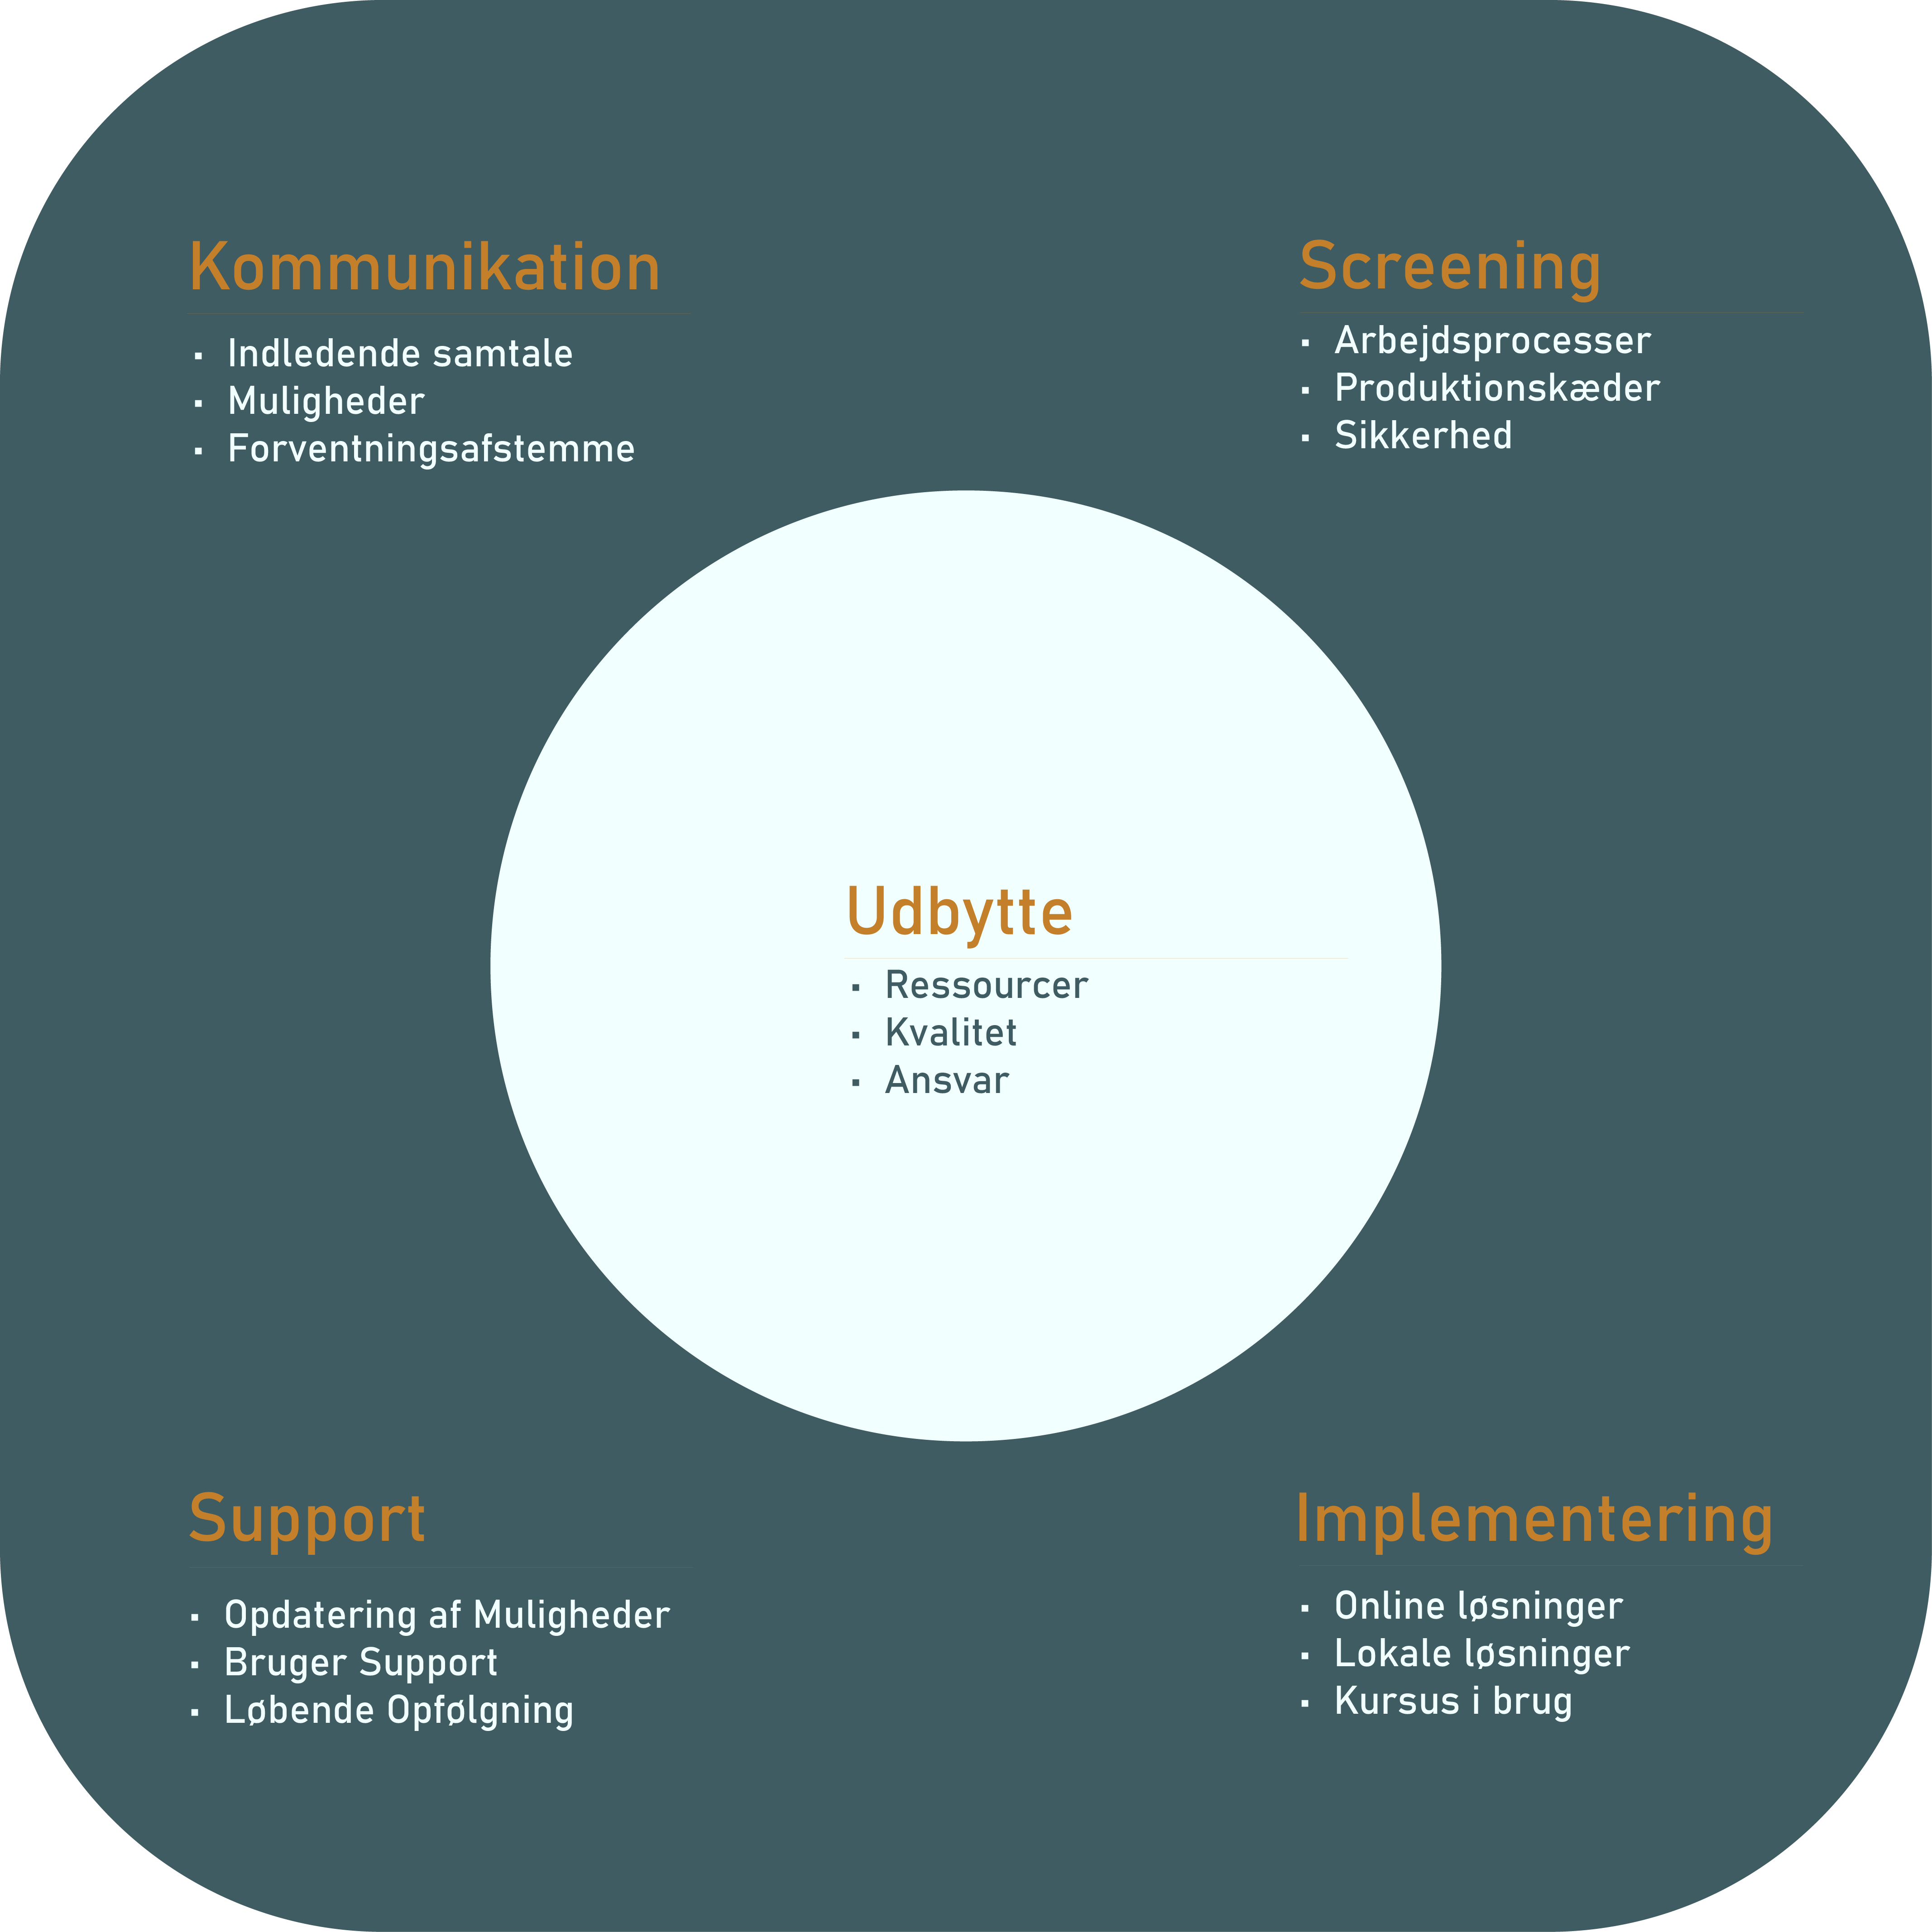 Kommunikation
▪ Indledende samtale
▪ Muligheder
▪ Forventningsafstemme
Screening
▪ Arbejdsprocesser
▪ Produktionskæder
▪ Sikkerhed
Udbytte
▪ Ressourcer
▪ Kvalitet
▪ Ansvar
Support
▪ Opdatering af Muligheder
▪ Bruger Support
▪ Løbende Opfølgning
Implementering
▪ Online løsninger
▪ Lokale løsninger
▪ Kursus i brug